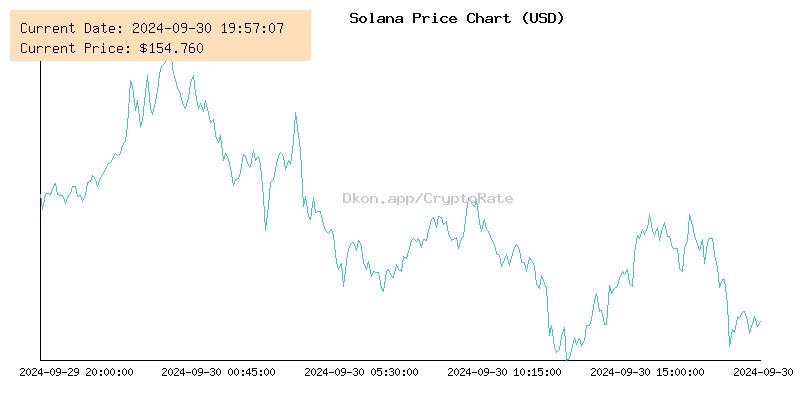 Solana Price Chart (USD)
Current Date: 2024-09-30 19:57:07
Current Price: $154.760
Dkon.app/CryptoRate
2024-09-29 20:00:00
2024-09-30 00:45:00
2024-09-30 05:30:00
2024-09-30 10:15:00
2024-09-30 15:00:00
2024-09-30